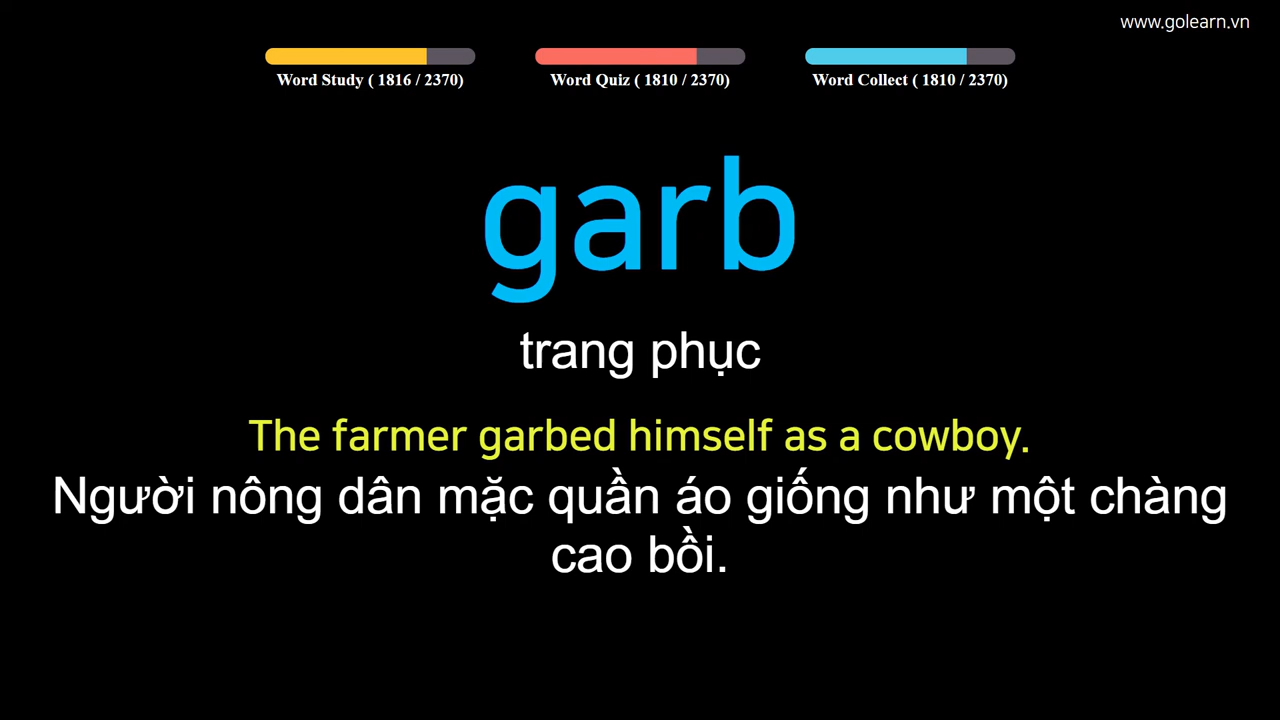 www.golearn.vn
Word Study ( 1816 / 2370)
Word Quiz ( 1810 / 2370)
Word Collect ( 1810 / 2370)
garb
trang phục
The farmer garbed himself as a cowboy.
Người nông dân mặc quần áo giống như một chàng
cao bồi.